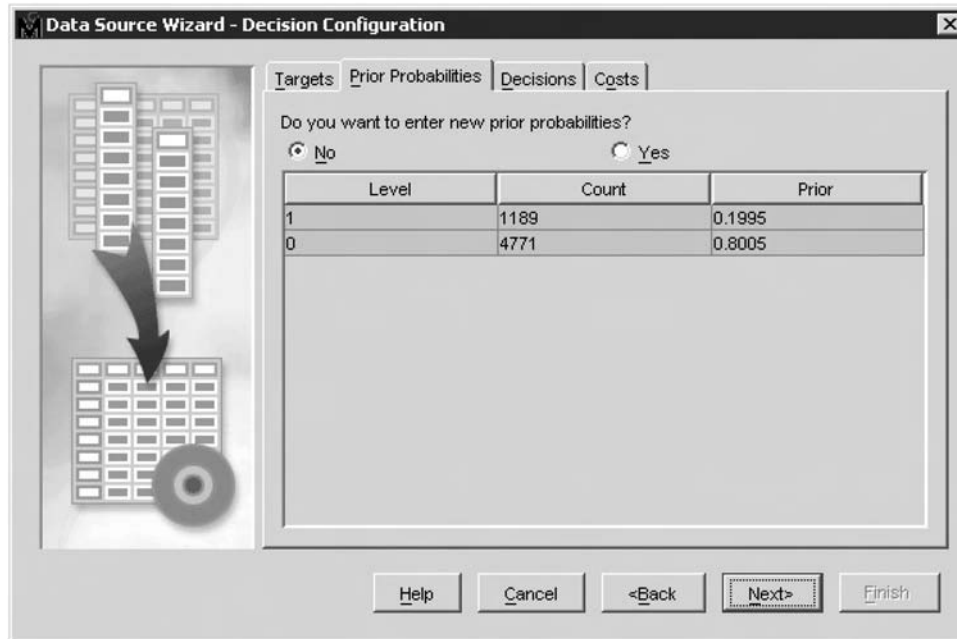 Data Source Wizard - Decision Configuration
Targets Prior Probabilities Decisions Costs
Do you want to enter new prior probabilities?
No Yes
Level Count Prior
1 1189 0.1995
0 4771 0.8005
Help Cancel <Back Next> Finish